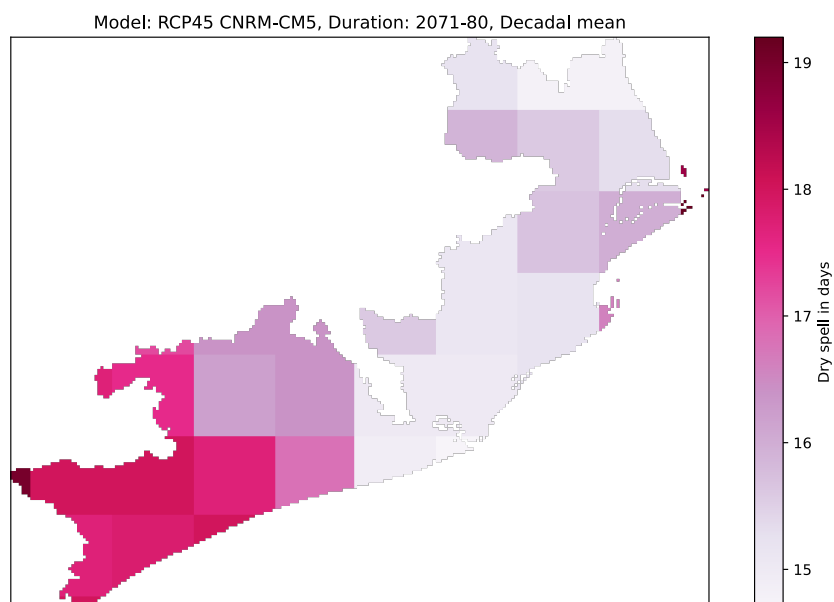 Model: RCP45 CNRM-CM5, Duration: 2071-80, Decadal mean
19
18
17
16
15
Dry spell in days